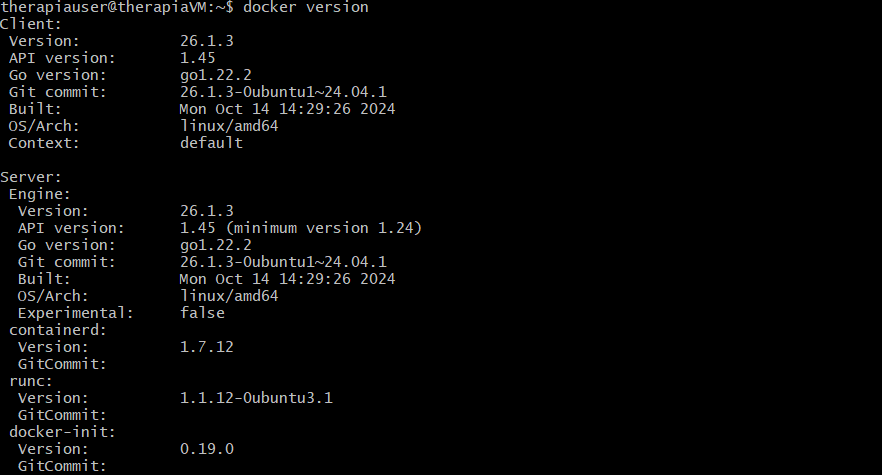 therapiauser@therapiaVM:~$ docker version
Client:
 Version:           26.1.3
 API version:       1.45
 Go version:        go1.22.2
 Git commit:        26.1.3-0ubuntu1~24.04.1
 Built:             Mon Oct 14 14:29:26 2024
 OS/Arch:           linux/amd64
 Context:           default

Server:
 Engine:
  Version:          26.1.3
  API version:      1.45 (minimum version 1.24)
  Go version:       go1.22.2
  Git commit:       26.1.3-0ubuntu1~24.04.1
  Built:            Mon Oct 14 14:29:26 2024
  OS/Arch:          linux/amd64
  Experimental:     false
 containerd:
  Version:          1.7.12
  GitCommit:
 runc:
  Version:          1.1.12-0ubuntu3.1
  GitCommit:
 docker-init:
  Version:          0.19.0
  GitCommit: